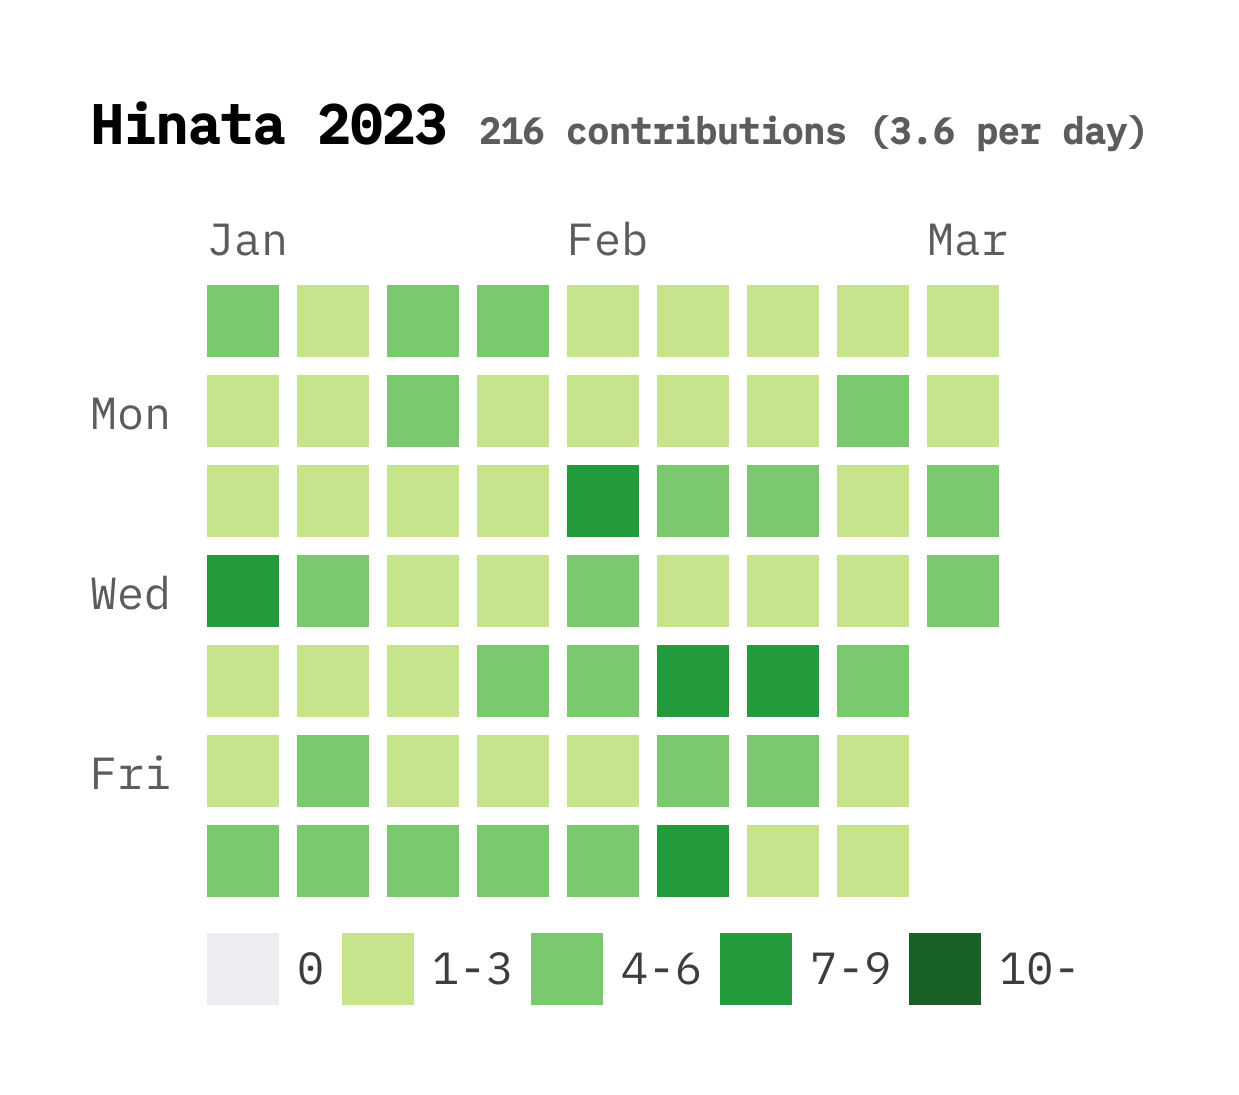 Hinata 2023 216 contributions (3.6 per day)
Jan Feb Mar
Mon
Wed
Fri
0 1-3 4-6 7-9 10-